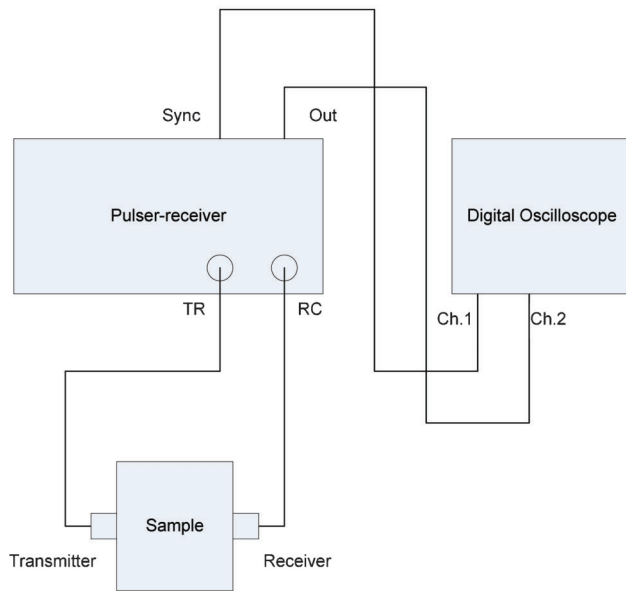 Sync
Out
Pulser-receiver
Digital Oscilloscope
TR
RC
Ch.1
Ch.2
Sample
Transmitter
Receiver